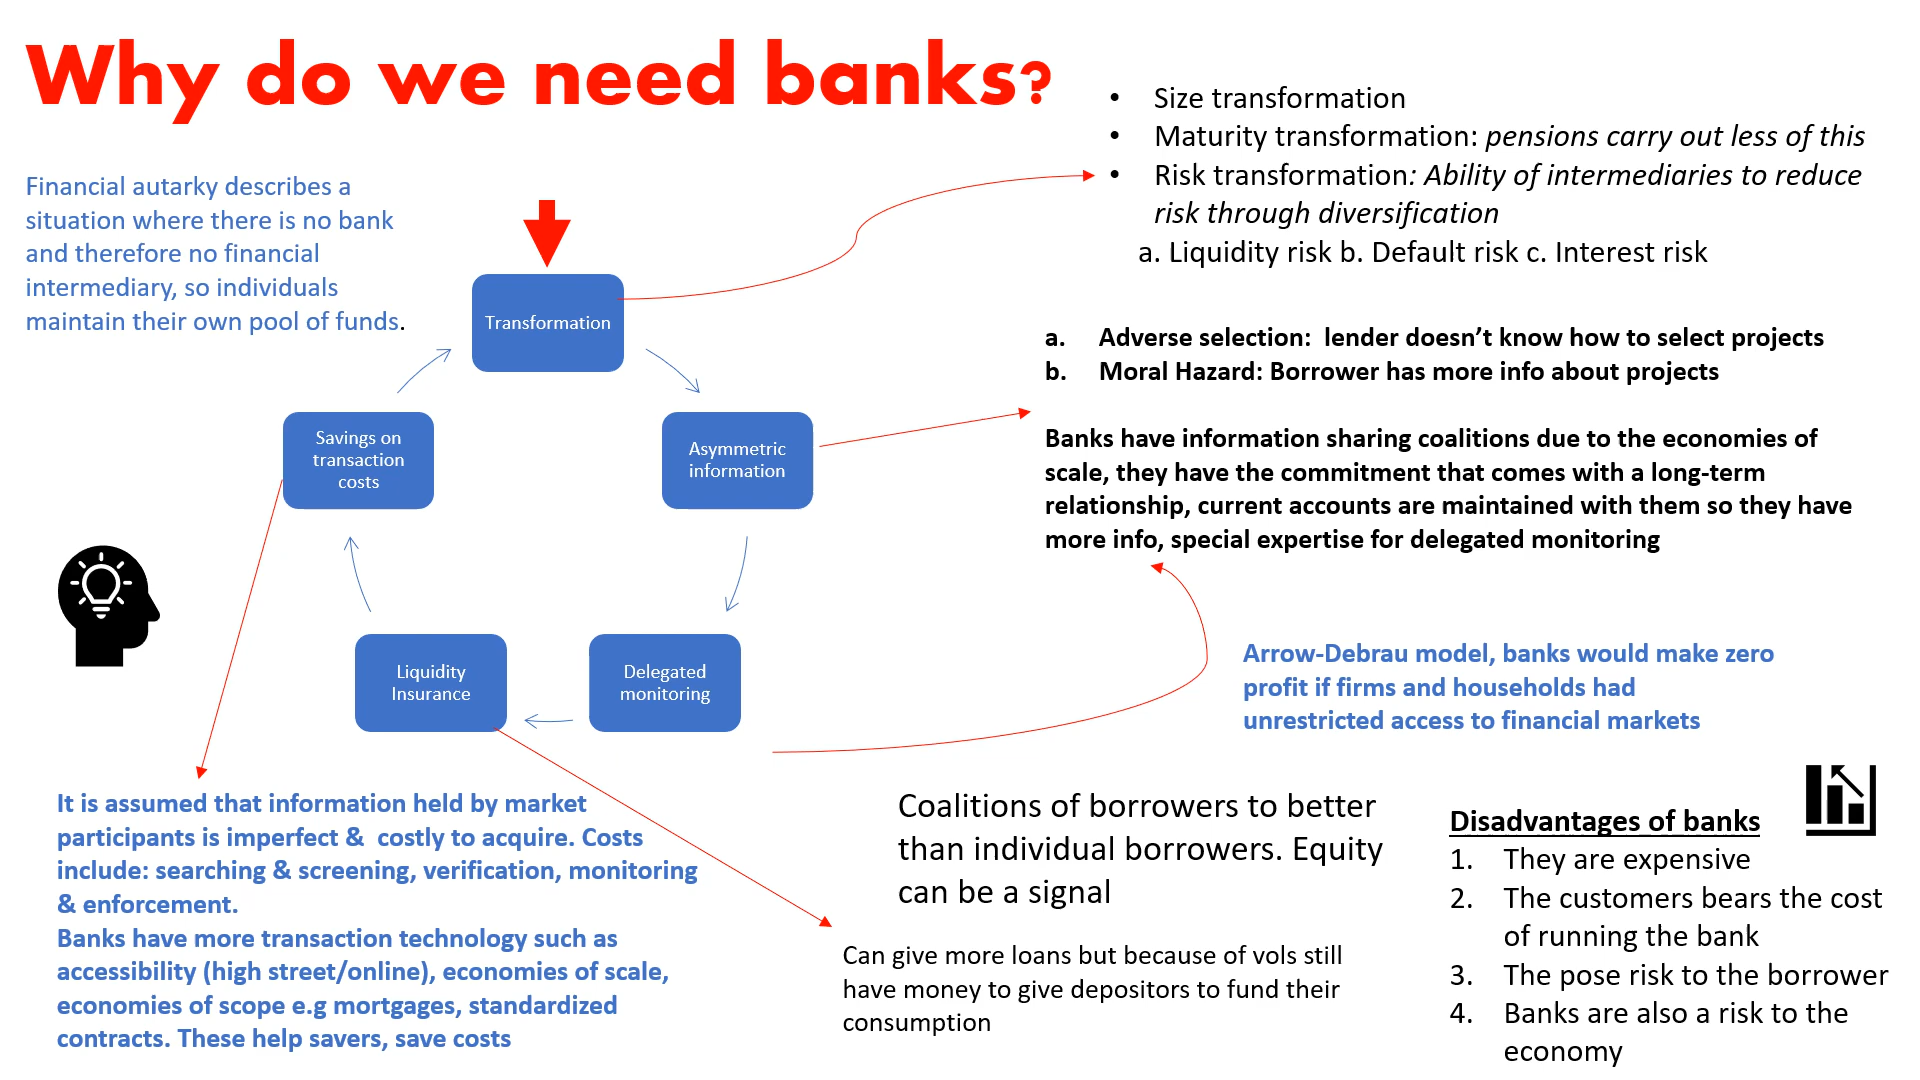 Why do we need banks?
Financial autarky describes a
situation where there is no bank
and therefore no financial
intermediary, so individuals
maintain their own pool of funds.
• Size transformation
• Maturity transformation: pensions carry out less of this
• Risk transformation: Ability of intermediaries to reduce
risk through diversification
a. Liquidity risk b. Default risk c. Interest risk
Transformation
Asymmetric
information
Delegated
monitoring
Liquidity
Insurance
Savings on
transaction
costs
a. Adverse selection: lender doesn’t know how to select projects
b. Moral Hazard: Borrower has more info about projects
Banks have information sharing coalitions due to the economies of
scale, they have the commitment that comes with a long-term
relationship, current accounts are maintained with them so they have
more info, special expertise for delegated monitoring
Arrow-Debrau model, banks would make zero
profit if firms and households had
unrestricted access to financial markets
It is assumed that information held by market
participants is imperfect & costly to acquire. Costs
include: searching & screening, verification, monitoring
& enforcement.
Banks have more transaction technology such as
accessibility (high street/online), economies of scale,
economies of scope e.g mortgages, standardized
contracts. These help savers, save costs
Coalitions of borrowers to better
than individual borrowers. Equity
can be a signal
Can give more loans but because of vols still
have money to give depositors to fund their
consumption
Disadvantages of banks
1. They are expensive
2. The customers bears the cost
of running the bank
3. The pose risk to the borrower
4. Banks are also a risk to the
economy